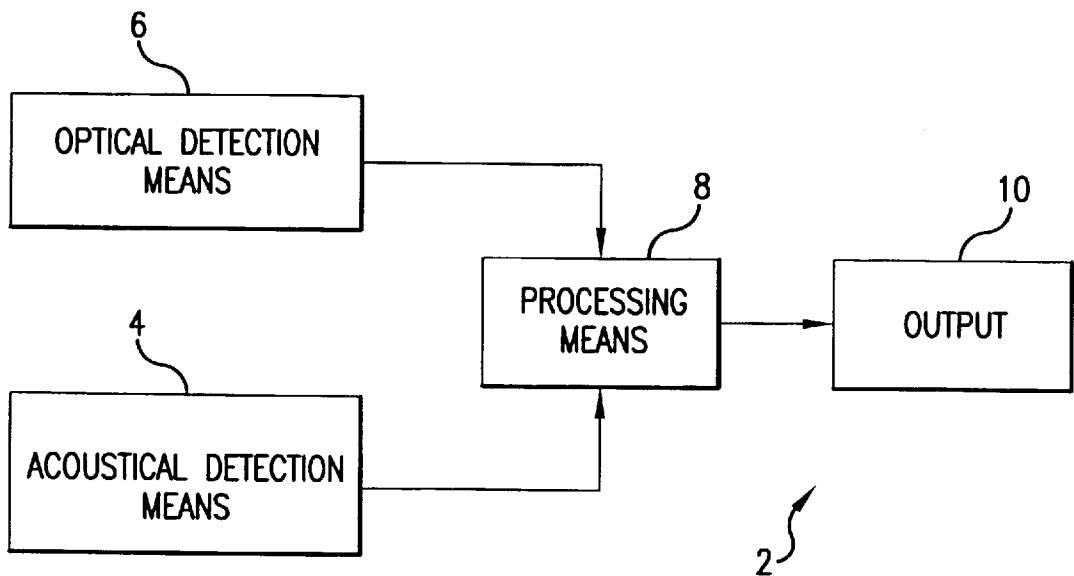 6
OPTICAL DETECTION
MEANS
8
10
PROCESSING
MEANS
OUTPUT
4
ACOUSTICAL DETECTION
MEANS
2